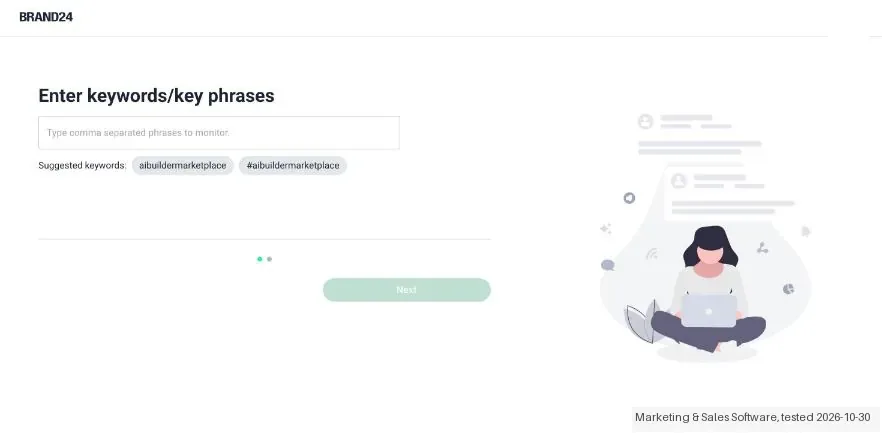 BRAND24
Enter keywords/key phrases
Type comma separated phrases to monitor.
Suggested keywords: aibuildermarketplace #aibuildermarketplace
Next
Marketing & Sales Software, tested 2026-10-30